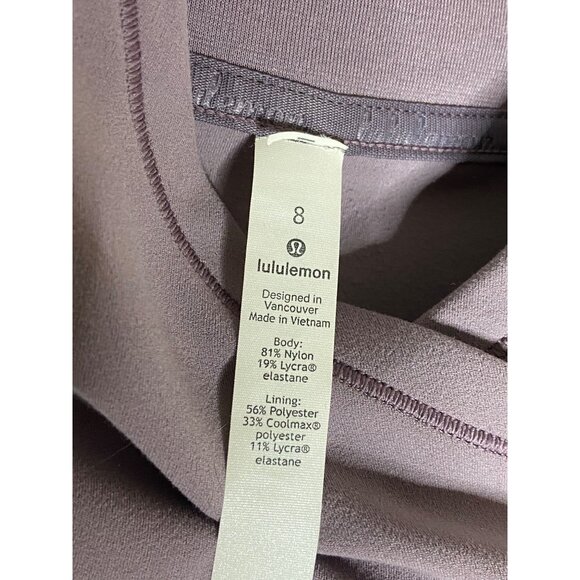 8
lululemon
Designed in
Vancouver
Made in Vietnam
Body:
81% Nylon
19% Lycra®
elastane
Lining:
56% Polyester
33% Coolmax®
polyester
11% Lycra®
elastane